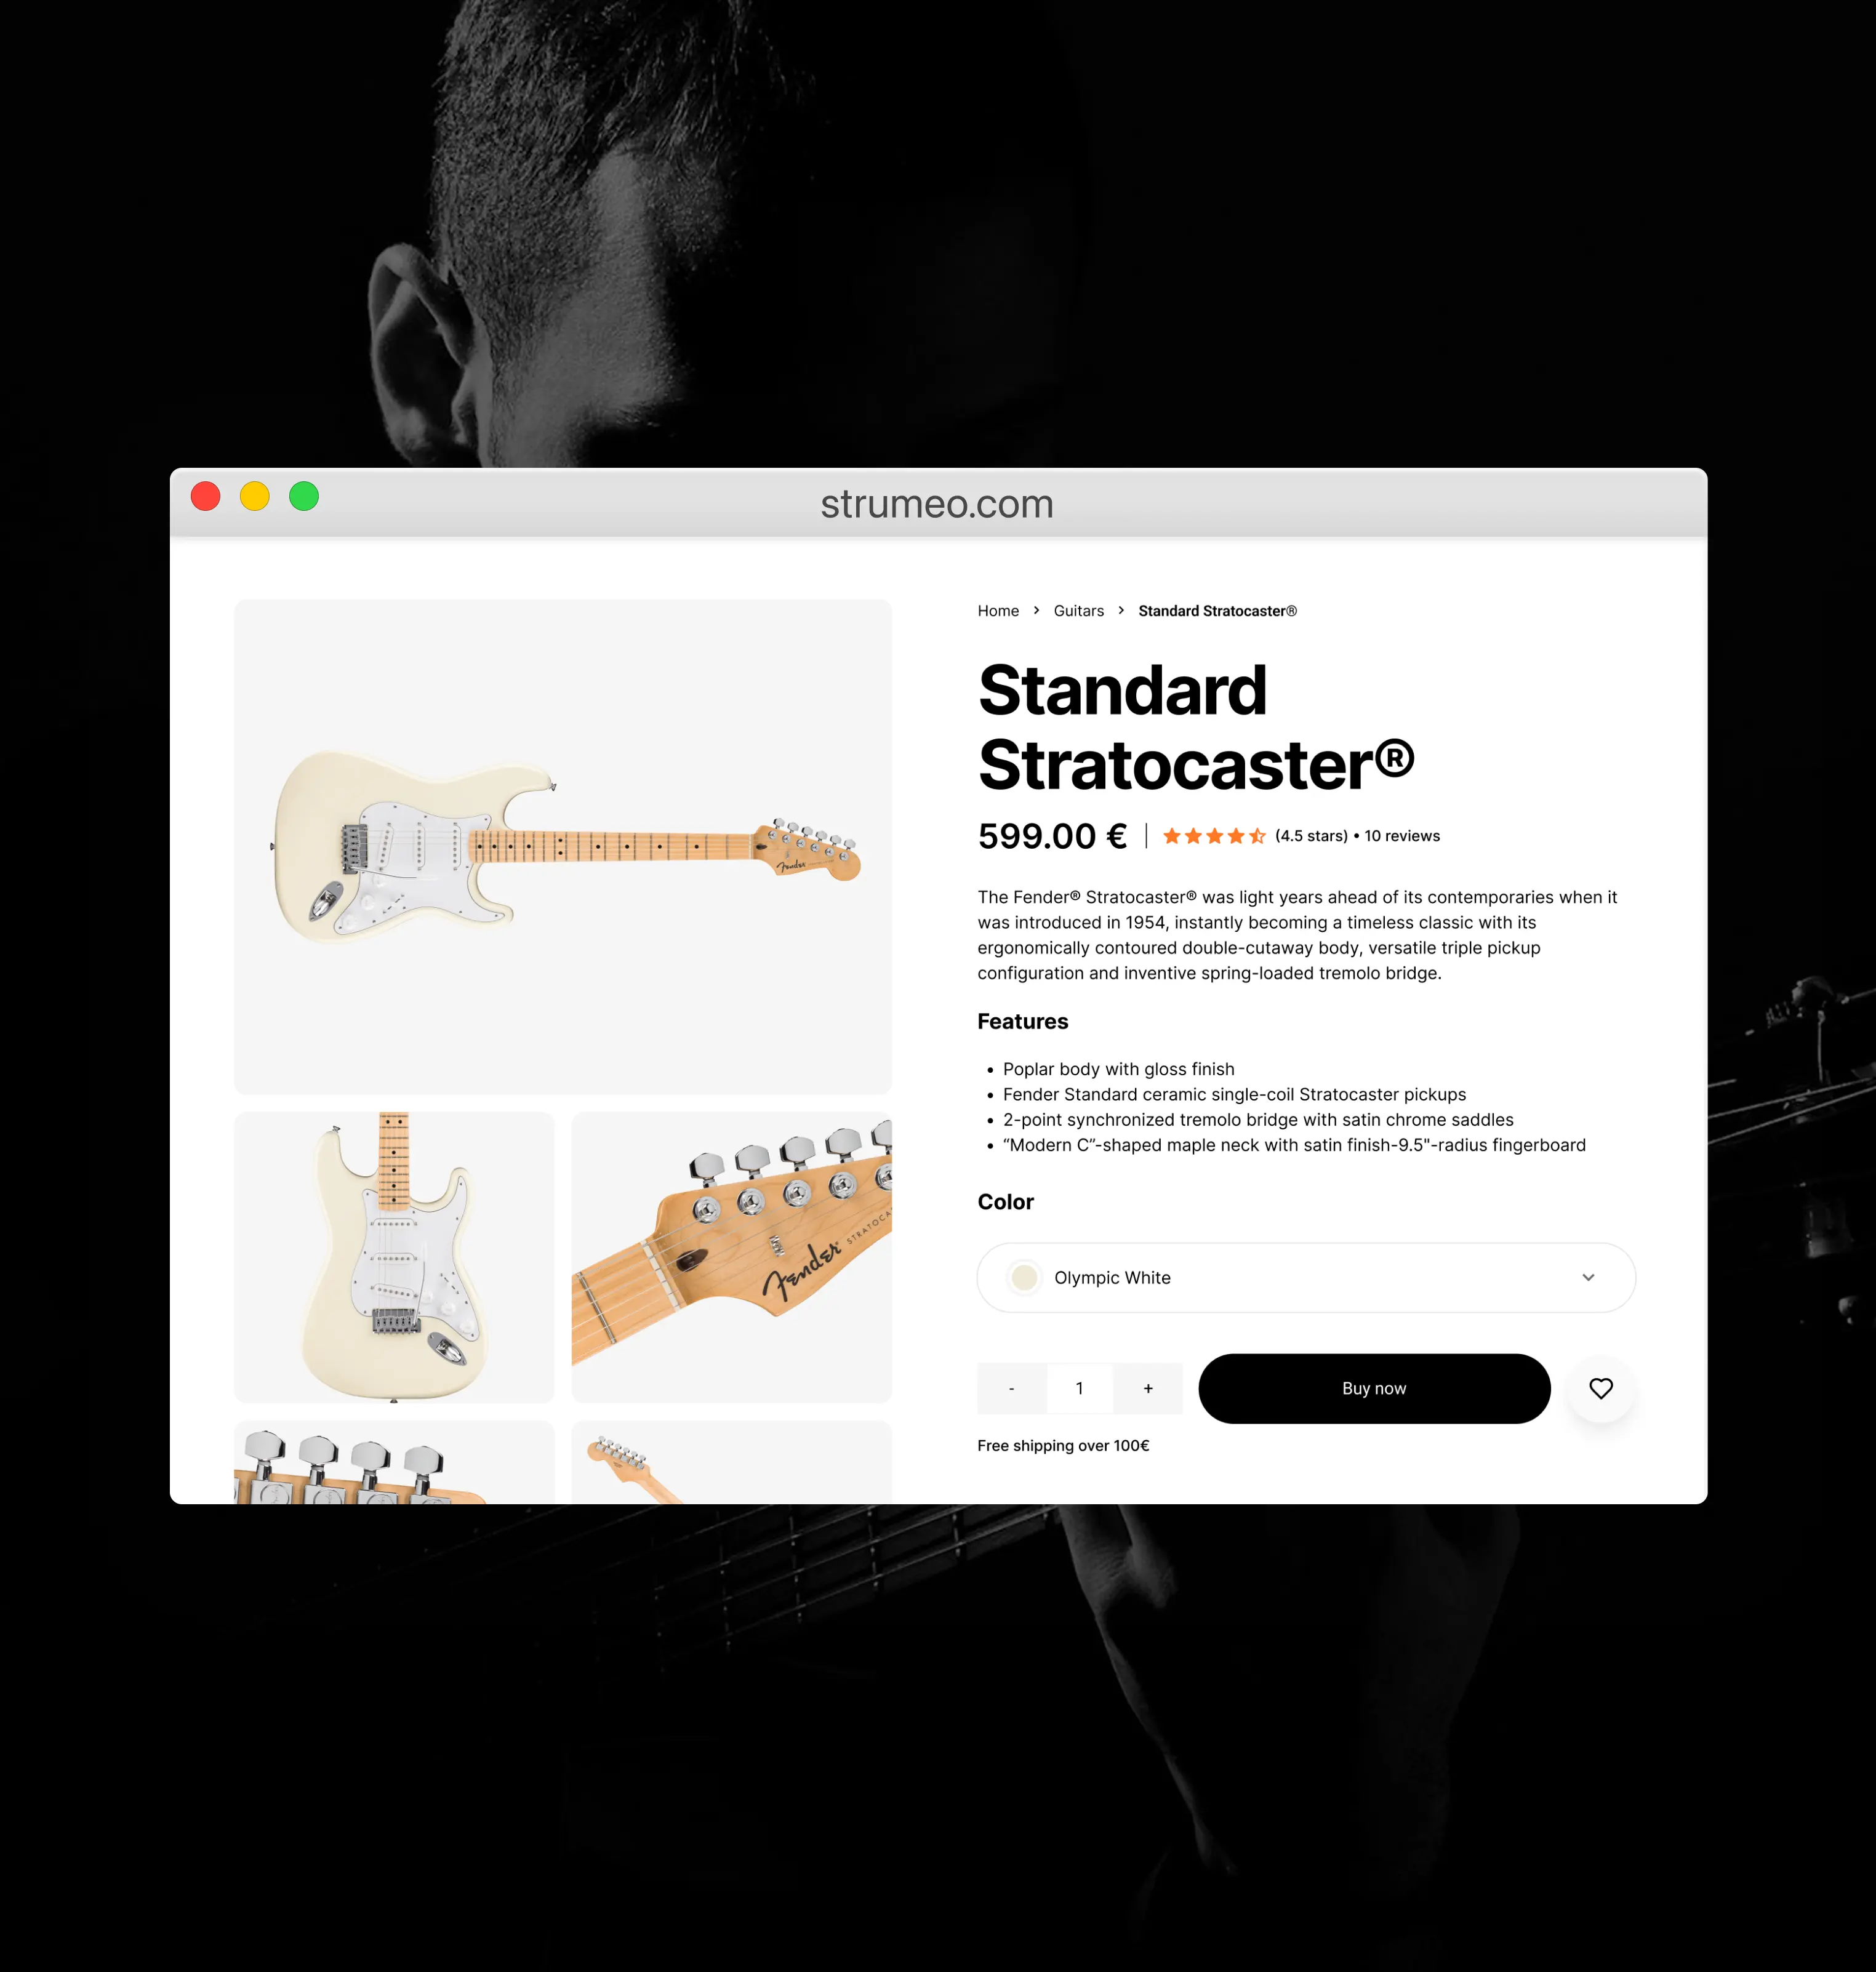 strumeo.com
Home > Guitars > Standard Stratocaster®
Standard
Stratocaster®
599.00 € | (4.5 stars) • 10 reviews
The Fender® Stratocaster® was light years ahead of its contemporaries when it
was introduced in 1954, instantly becoming a timeless classic with its
ergonomically contoured double-cutaway body, versatile triple pickup
configuration and inventive spring-loaded tremolo bridge.
Features
• Poplar body with gloss finish
• Fender Standard ceramic single-coil Stratocaster pickups
• 2-point synchronized tremolo bridge with satin chrome saddles
• “Modern C”-shaped maple neck with satin finish-9.5"-radius fingerboard
Color
Olympic White
- 1 +
Buy now
Free shipping over 100€
Fender
Fender